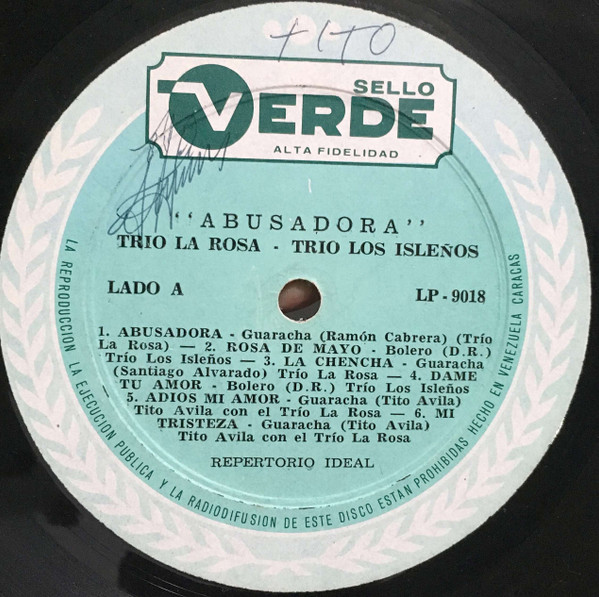 TITO
SELLO
VERDE
ALTA FIDELIDAD
"ABUSADORA"
TRIO LA ROSA - TRIO LOS ISLEÑOS
LADO A
LP - 9018
1. ABUSADORA - Guaracha (Ramón Cabrera) (Trío
La Rosa) — 2. ROSA DE MAYO - Bolero (D.R.)
Trío Los Isleños — 3. LA CHENCHA - Guaracha
(Santiago Alvarado) Trío La Rosa — 4. DAME
TU AMOR - Bolero (D.R.) Trío Los Isleños
5. ADIOS MI AMOR - Guaracha (Tito Avila)
Tito Avila con el Trío La Rosa — 6. MI
TRISTEZA - Guaracha (Tito Avila)
Tito Avila con el Trío La Rosa
REPERTORIO IDEAL
LA REPRODUCCION LA EJECUCION PUBLICA Y LA RADIODIFUSION DE ESTE DISCO ESTAN PROHIBIDAS HECHO EN VENEZUELA CARACAS